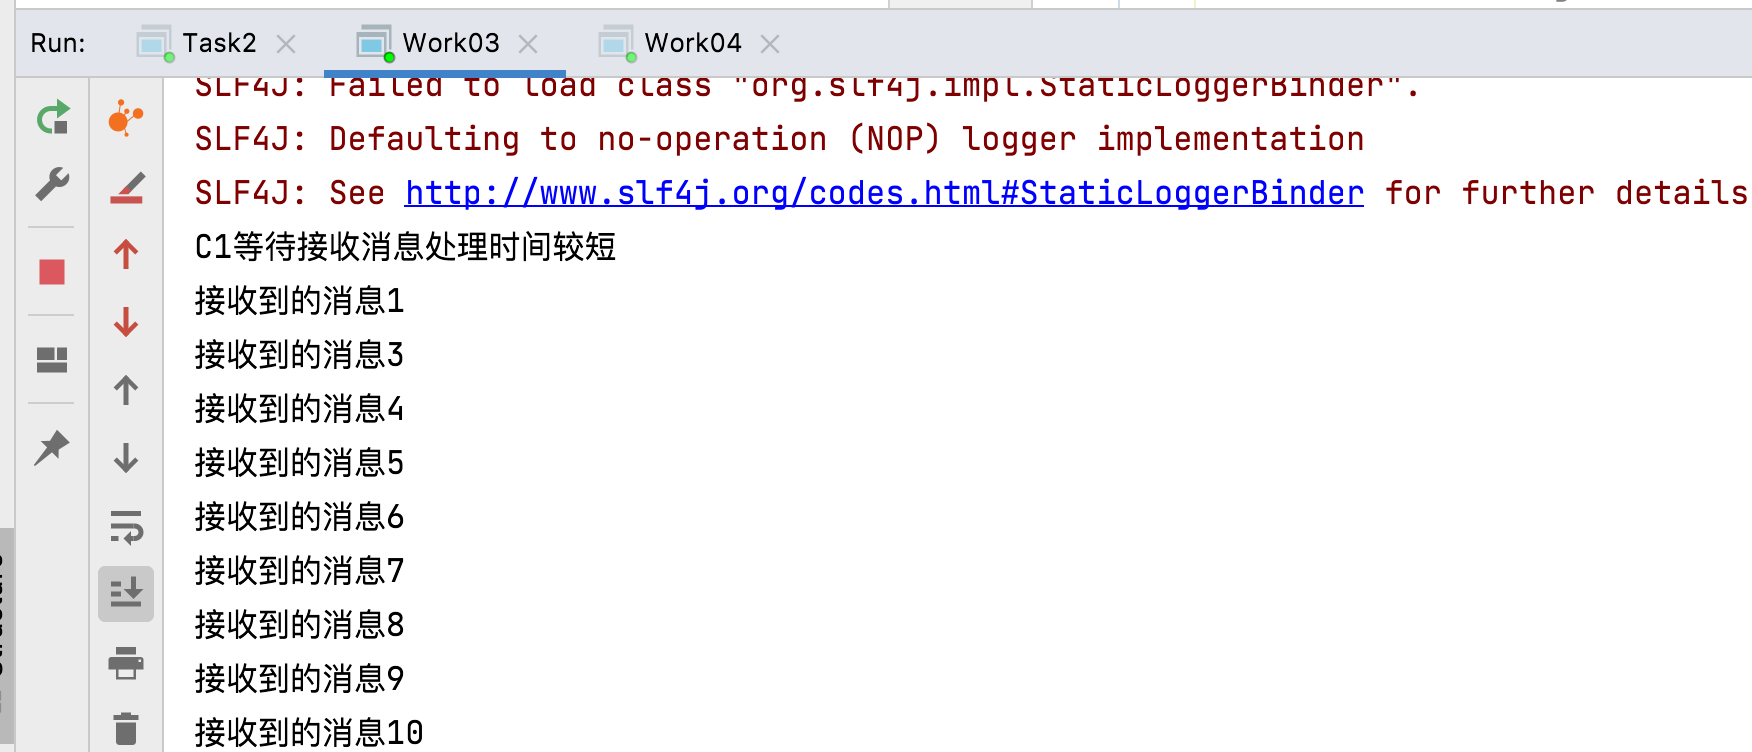 Run: Task2 Work03 Work04
SLF4J: Failed to load class "org.slf4j.impl.StaticLoggerBinder".
SLF4J: Defaulting to no-operation (NOP) logger implementation
SLF4J: See http://www.slf4j.org/codes.html#StaticLoggerBinder for further details
C1等待接收消息处理时间较短
接收到的消息1
接收到的消息3
接收到的消息4
接收到的消息5
接收到的消息6
接收到的消息7
接收到的消息8
接收到的消息9
接收到的消息10